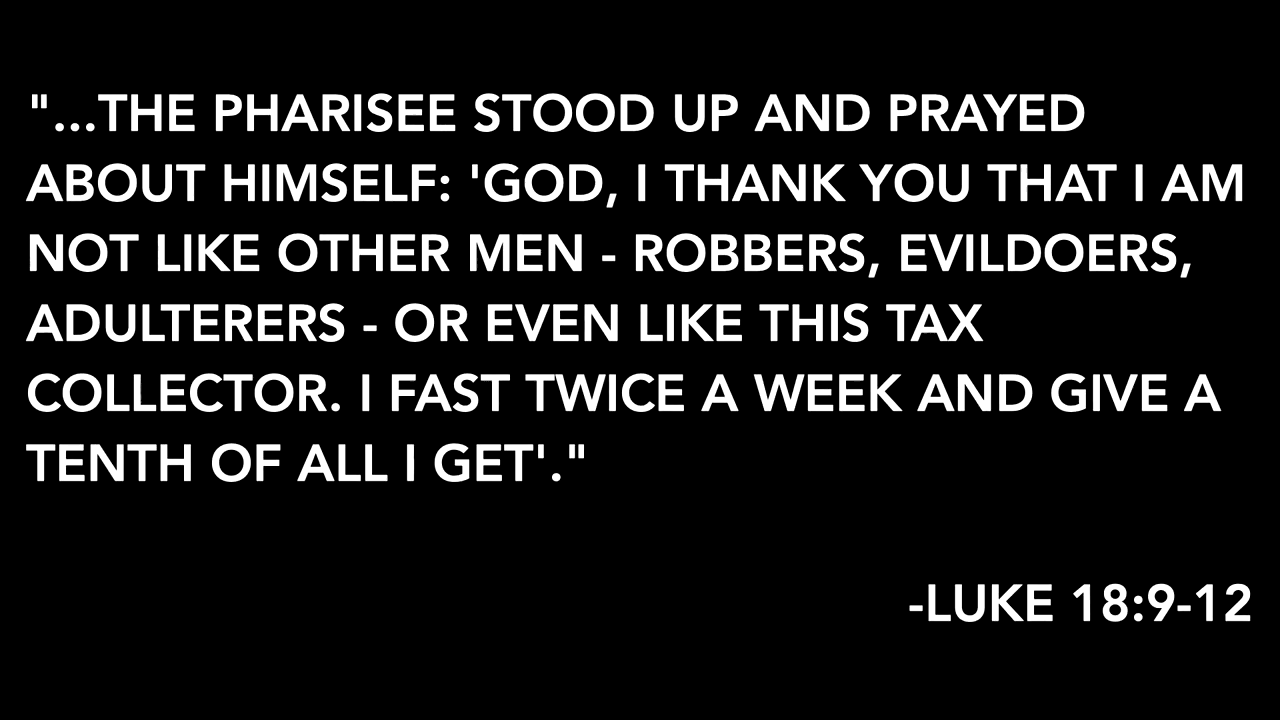 "...THE PHARISEE STOOD UP AND PRAYED
ABOUT HIMSELF: 'GOD, I THANK YOU THAT I AM
NOT LIKE OTHER MEN - ROBBERS, EVILDOERS,
ADULTERERS - OR EVEN LIKE THIS TAX
COLLECTOR. I FAST TWICE A WEEK AND GIVE A
TENTH OF ALL I GET'."
-LUKE 18:9-12